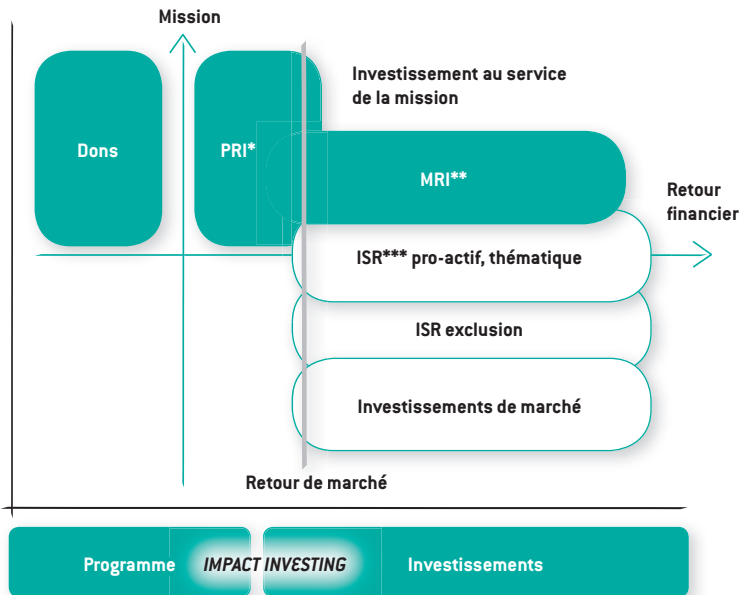 Mission
Investissement au service
de la mission
Dons
PRI*
MRI**
Retour
financier
ISR*** pro-actif, thématique
ISR exclusion
Investissements de marché
Retour de marché
Programme IMPACT INVESTING Investissements